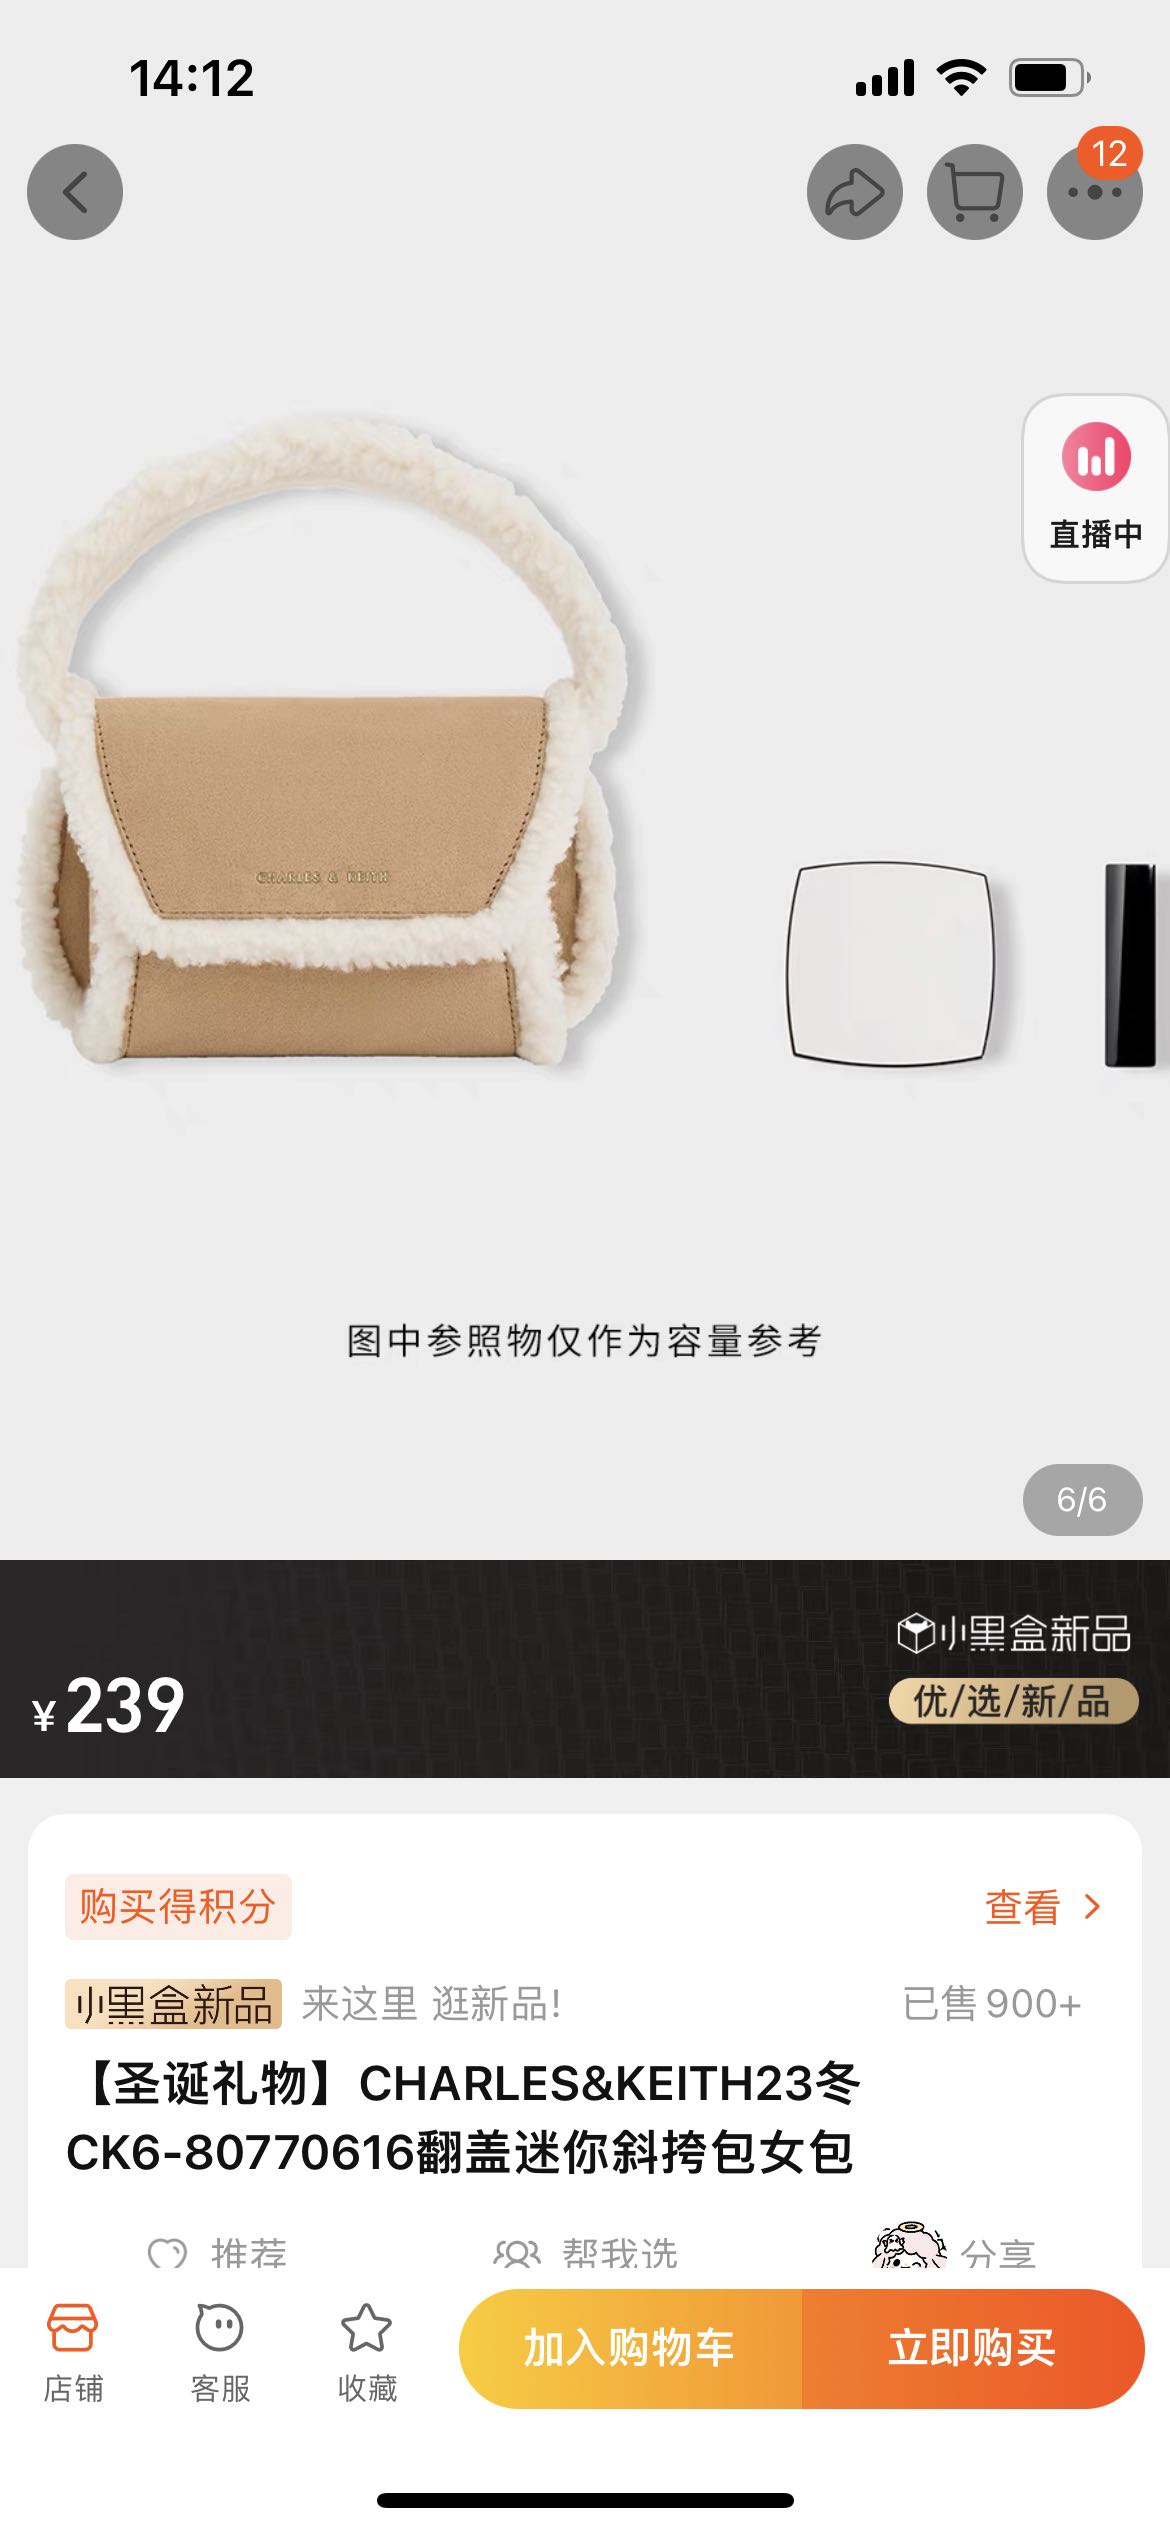 14:12
12
直播中
CHARLES & KEITH
图中参照物仅作为容量参考
6/6
小黑盒新品
¥239
优/选/新/品
购买得积分
查看 >
小黑盒新品 来这里 逛新品!
已售900+
【圣诞礼物】CHARLES&KEITH23冬
CK6-80770616翻盖迷你斜挎包女包
推荐
帮我选
分享
店铺
客服
收藏
加入购物车
立即购买